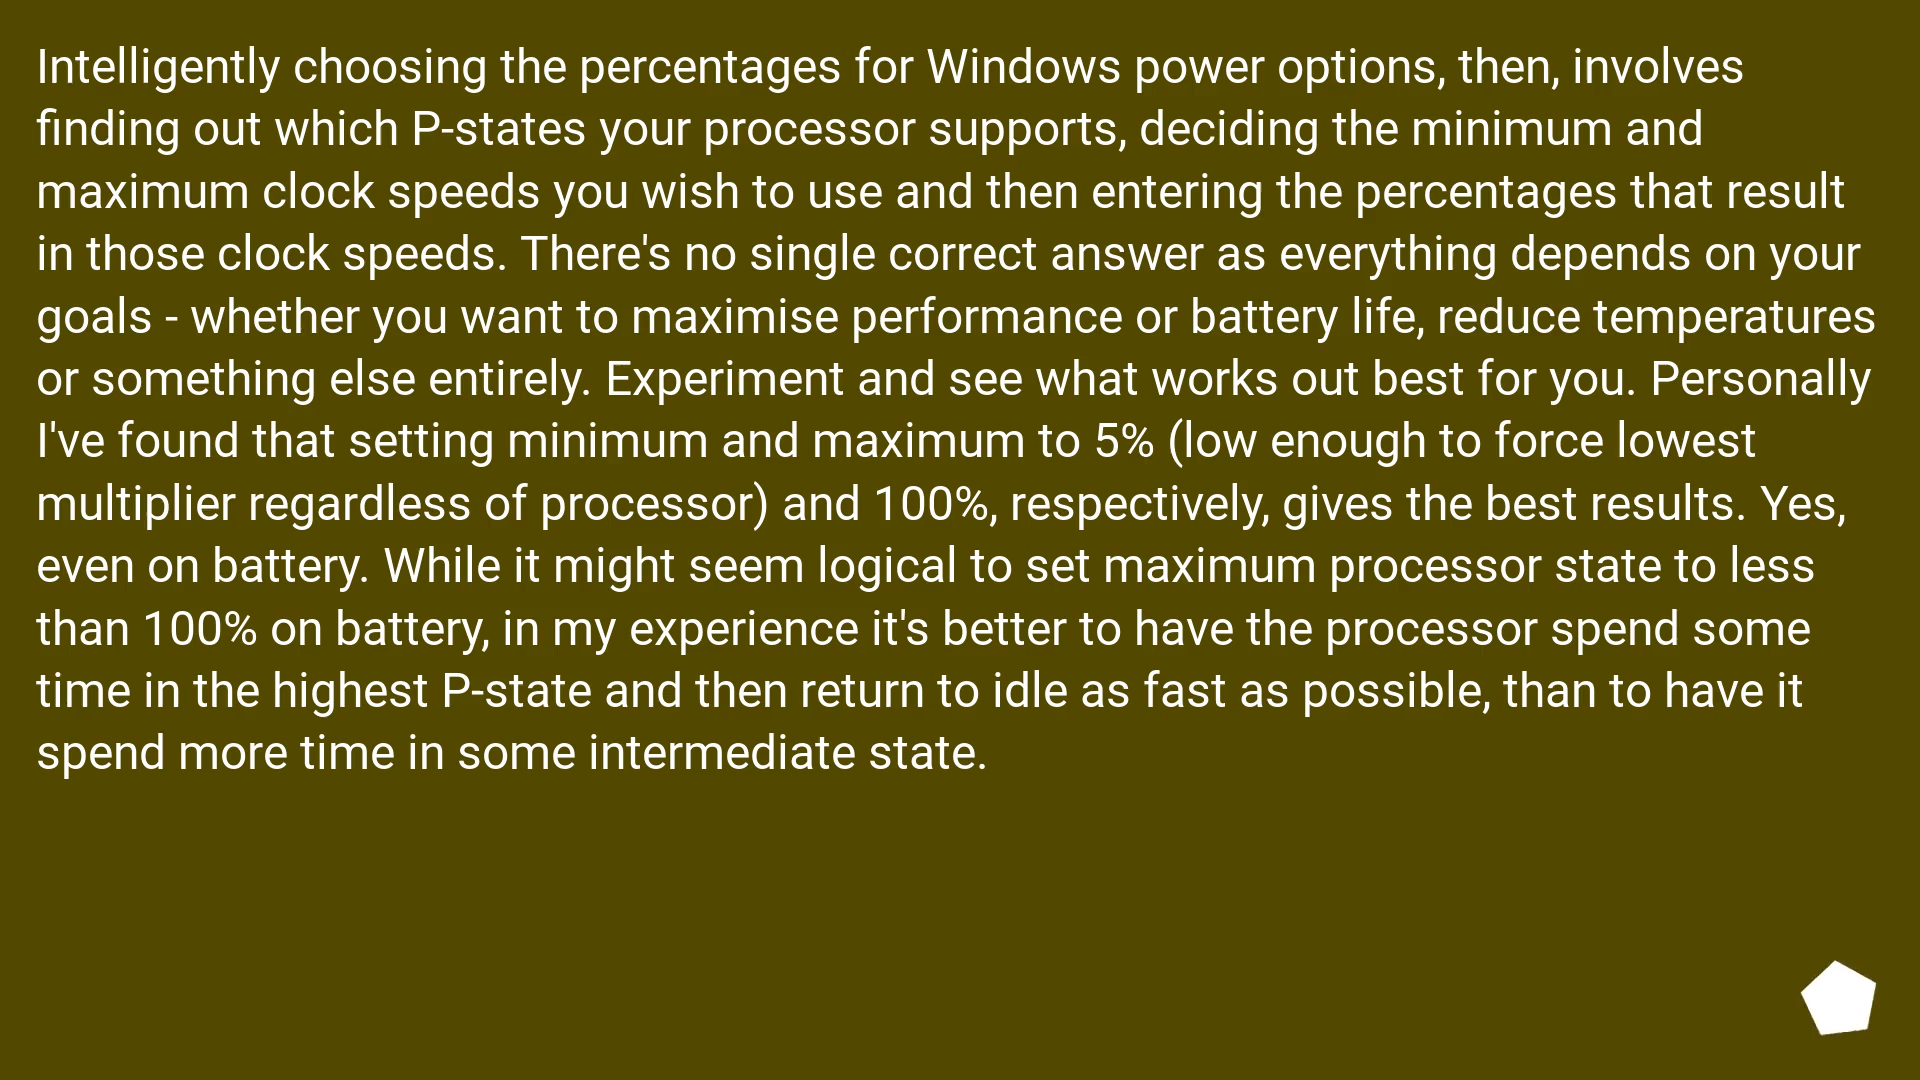 Intelligently choosing the percentages for Windows power options, then, involves
finding out which P-states your processor supports, deciding the minimum and
maximum clock speeds you wish to use and then entering the percentages that result
in those clock speeds. There's no single correct answer as everything depends on your
goals - whether you want to maximise performance or battery life, reduce temperatures
or something else entirely. Experiment and see what works out best for you. Personally
I've found that setting minimum and maximum to 5% (low enough to force lowest
multiplier regardless of processor) and 100%, respectively, gives the best results. Yes,
even on battery. While it might seem logical to set maximum processor state to less
than 100% on battery, in my experience it's better to have the processor spend some
time in the highest P-state and then return to idle as fast as possible, than to have it
spend more time in some intermediate state.